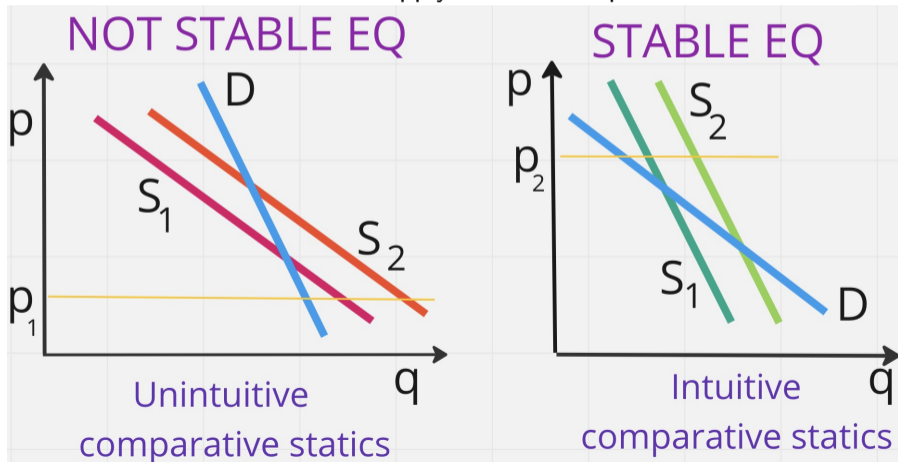 NOT STABLE EQ
p
D
S1
S2
p1
q
Unintuitive
comparative statics
STABLE EQ
p
S2
p2
S1
D
q
Intuitive
comparative statics